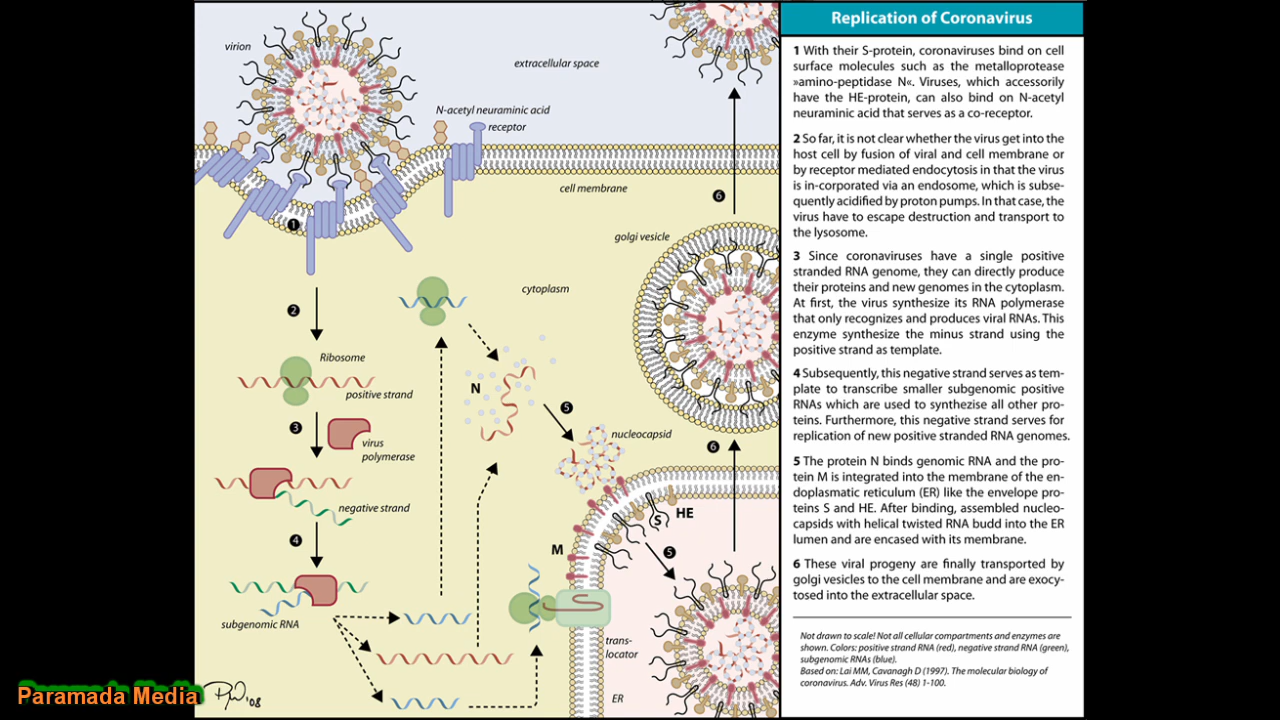 Replication of Coronavirus
virion
extracellular space
N-acetyl neuraminic acid
receptor
cell membrane
❶
❻
golgi vesicle
cytoplasm
❷
Ribosome
positive strand
N
❺
❸
virus
polymerase
nucleocapsid
❻
negative strand
S
HE
❹
M
❺
subgenomic RNA
trans-
locator
ER
'08
Paramada Media
1 With their S-protein, coronaviruses bind on cell
surface molecules such as the metalloprotease
»amino-peptidase N«. Viruses, which accessorily
have the HE-protein, can also bind on N-acetyl
neuraminic acid that serves as a co-receptor.
2 So far, it is not clear whether the virus get into the
host cell by fusion of viral and cell membrane or
by receptor mediated endocytosis in that the virus
is in-corporated via an endosome, which is subse-
quently acidified by proton pumps. In that case, the
virus have to escape destruction and transport to
the lysosome.
3 Since coronaviruses have a single positive
stranded RNA genome, they can directly produce
their proteins and new genomes in the cytoplasm.
At first, the virus synthesize its RNA polymerase
that only recognizes and produces viral RNAs. This
enzyme synthesize the minus strand using the
positive strand as template.
4 Subsequently, this negative strand serves as tem-
plate to transcribe smaller subgenomic positive
RNAs which are used to synthezise all other pro-
teins. Furthermore, this negative strand serves for
replication of new positive stranded RNA genomes.
5 The protein N binds genomic RNA and the pro-
tein M is integrated into the membrane of the en-
doplasmatic reticulum (ER) like the envelope pro-
teins S and HE. After binding, assembled nucleo-
capsids with helical twisted RNA budd into the ER
lumen and are encased with its membrane.
6 These viral progeny are finally transported by
golgi vesicles to the cell membrane and are exocy-
tosed into the extracellular space.
Not drawn to scale! Not all cellular compartments and enzymes are
shown. Colors: positive strand RNA (red), negative strand RNA (green),
subgenomic RNAs (blue).
Based on: Lai MM, Cavanagh D (1997). The molecular biology of
coronavirus. Adv. Virus Res (48) 1-100.